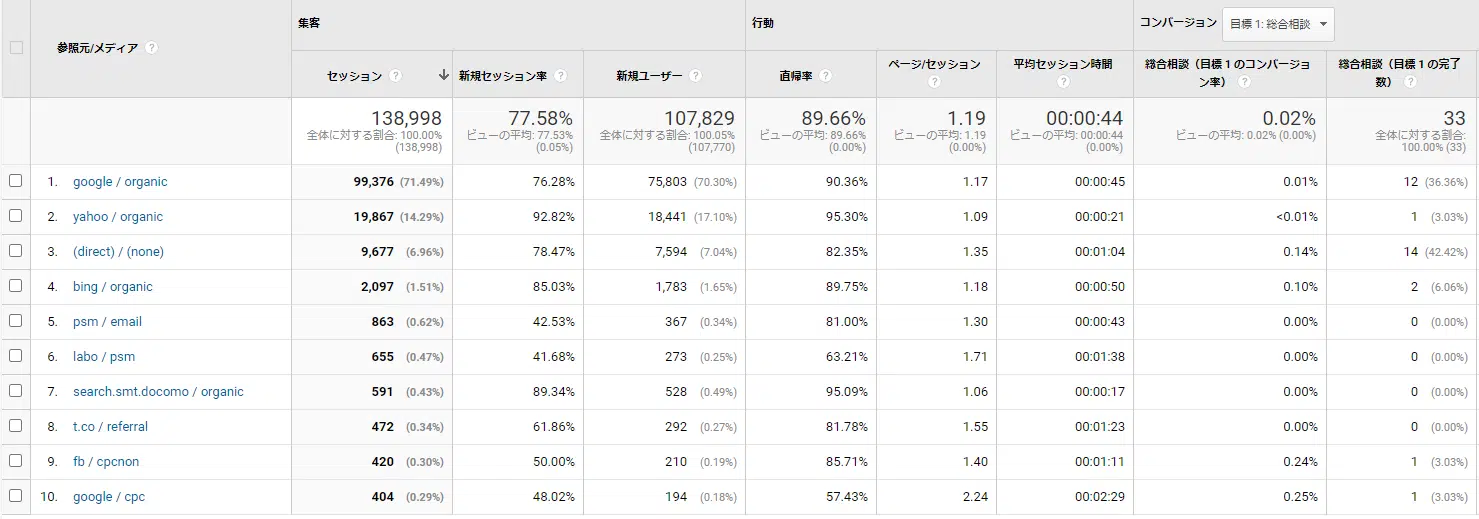 集客
行動
コンバージョン 目標 1: 総合相談
参照元/メディア ?
セッション ? ↓
新規セッション率 ?
新規ユーザー ?
直帰率 ?
ページ/セッション ?
平均セッション時間 ?
総合相談（目標 1 のコンバージョ
ン率） ?
総合相談（目標 1 の完了
数） ?
138,998 77.58% 107,829 89.66% 1.19 00:00:44 0.02% 33
全体に対する割合: 100.00% ビューの平均: 77.53% 全体に対する割合: 100.05% ビューの平均: 89.66% ビューの平均: 1.19 ビューの平均: 00:00:44 ビューの平均: 0.02% (0.00%) 全体に対する割合:
(138,998) (0.05%) (107,770) (0.00%) (0.00%) (0.00%) 100.00% (33)
1. google / organic 99,376 (71.49%) 76.28% 75,803 (70.30%) 90.36% 1.17 00:00:45 0.01% 12 (36.36%)
2. yahoo / organic 19,867 (14.29%) 92.82% 18,441 (17.10%) 95.30% 1.09 00:00:21 <0.01% 1 (3.03%)
3. (direct) / (none) 9,677 (6.96%) 78.47% 7,594 (7.04%) 82.35% 1.35 00:01:04 0.14% 14 (42.42%)
4. bing / organic 2,097 (1.51%) 85.03% 1,783 (1.65%) 89.75% 1.18 00:00:50 0.10% 2 (6.06%)
5. psm / email 863 (0.62%) 42.53% 367 (0.34%) 81.00% 1.30 00:00:43 0.00% 0 (0.00%)
6. labo / psm 655 (0.47%) 41.68% 273 (0.25%) 63.21% 1.71 00:01:38 0.00% 0 (0.00%)
7. search.smt.docomo / organic 591 (0.43%) 89.34% 528 (0.49%) 95.09% 1.06 00:00:17 0.00% 0 (0.00%)
8. t.co / referral 472 (0.34%) 61.86% 292 (0.27%) 81.78% 1.55 00:01:23 0.00% 0 (0.00%)
9. fb / cpcnon 420 (0.30%) 50.00% 210 (0.19%) 85.71% 1.40 00:01:11 0.24% 1 (3.03%)
10. google / cpc 404 (0.29%) 48.02% 194 (0.18%) 57.43% 2.24 00:02:29 0.25% 1 (3.03%)